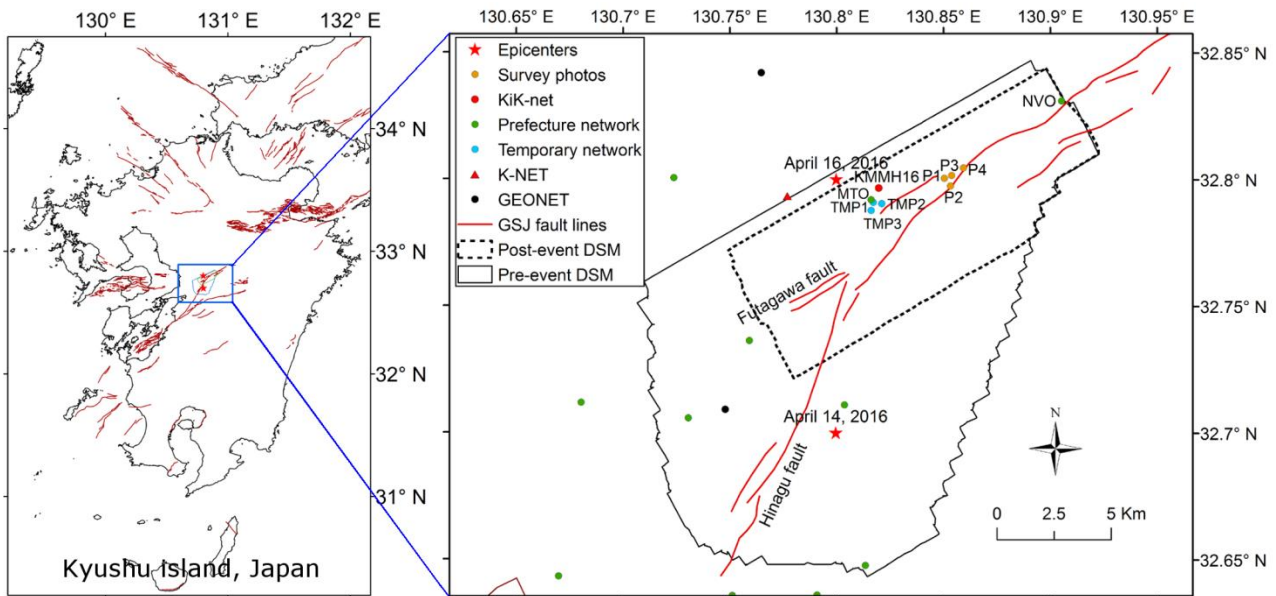 130° E
131° E
132° E
34° N
33° N
32° N
31° N
Kyushu island, Japan
130.65° E
130.7° E
130.75° E
130.8° E
130.85° E
130.9° E
130.95° E
32.85° N
32.8° N
32.75° N
32.7° N
32.65° N
Epicenters
Survey photos
KiK-net
Prefecture network
Temporary network
K-NET
GEONET
GSJ fault lines
Post-event DSM
Pre-event DSM
NVO
April 16, 2016
KMMH16
P1
P3
P4
P2
MTO
TMP1
TMP2
TMP3
Futagawa fault
April 14, 2016
Hinagu fault
N
0 2.5 5 Km